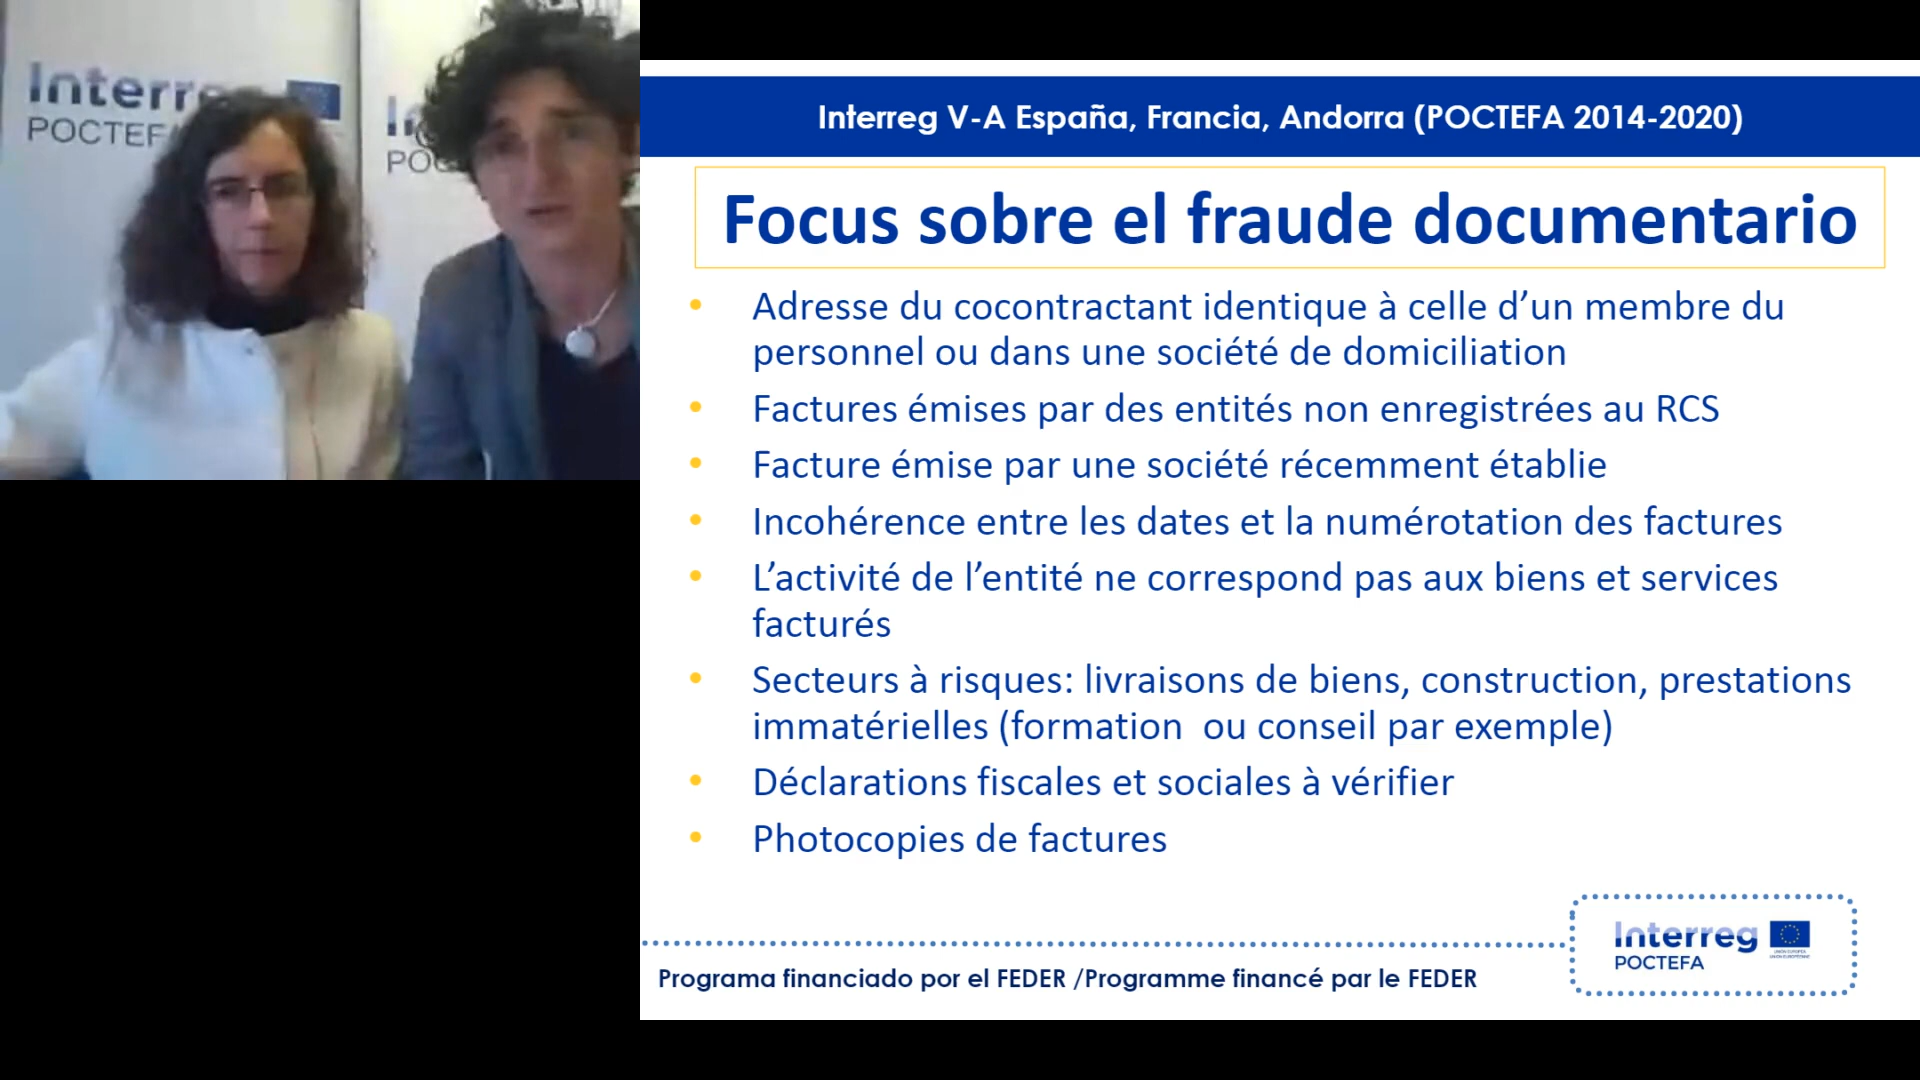 Interreg
POCTEFA
Interreg V-A España, Francia, Andorra (POCTEFA 2014-2020)
Focus sobre el fraude documentario
• Adresse du cocontractant identique à celle d’un membre du
personnel ou dans une société de domiciliation
• Factures émises par des entités non enregistrées au RCS
• Facture émise par une société récemment établie
• Incohérence entre les dates et la numérotation des factures
• L’activité de l’entité ne correspond pas aux biens et services
facturés
• Secteurs à risques: livraisons de biens, construction, prestations
immatérielles (formation  ou conseil par exemple)
• Déclarations fiscales et sociales à vérifier
• Photocopies de factures
Interreg
POCTEFA
Programa financiado por el FEDER /Programme financé par le FEDER